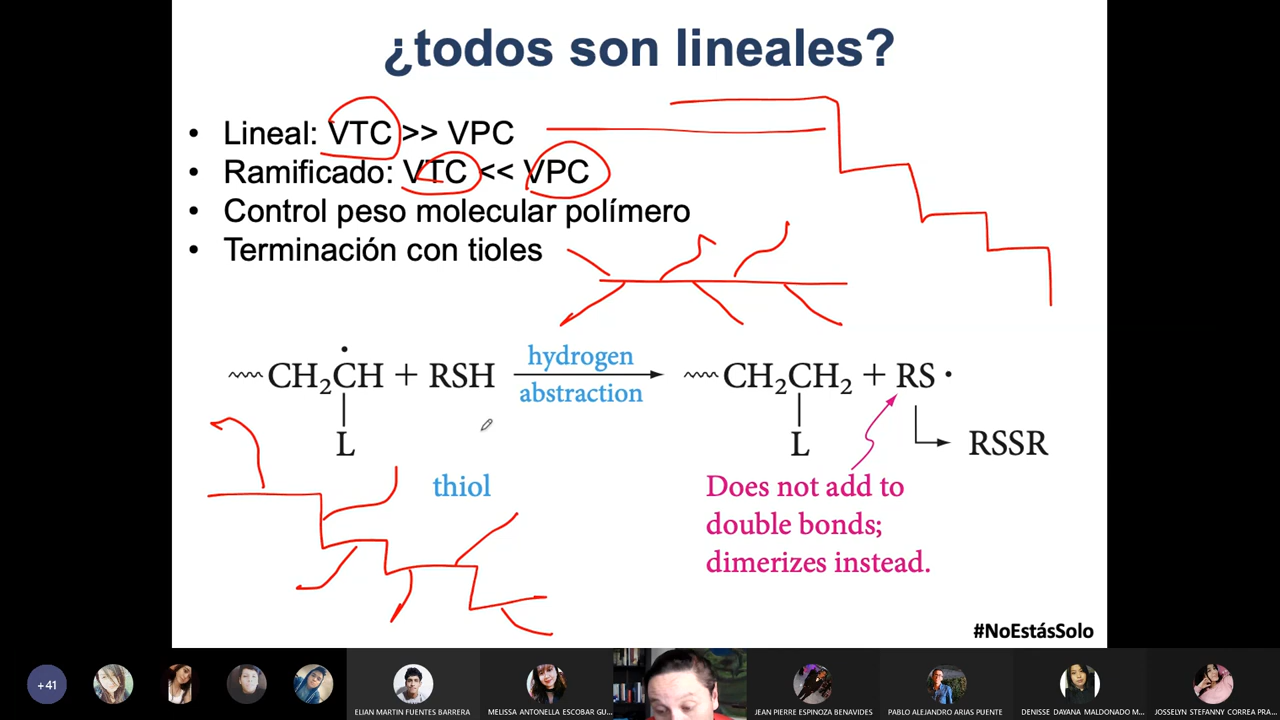 ¿todos son lineales?
• Lineal: VTC >> VPC
• Ramificado: VTC << VPC
• Control peso molecular polímero
• Terminación con tioles
CH₂ĊH + RSH hydrogen abstraction CH₂CH₂ + RS •
L
L
RSSR
thiol
Does not add to
double bonds;
dimerizes instead.
#NoEstásSolo
+41
ELIAN MARTIN FUENTES BARRERA
MELISSA ANTONELLA ESCOBAR GU...
JEAN PIERRE ESPINOZA BENAVIDES
PABLO ALEJANDRO ARIAS PUENTE
DENISSE DAYANA MALDONADO M...
JOSSELYN STEFANNY CORREA PRA...